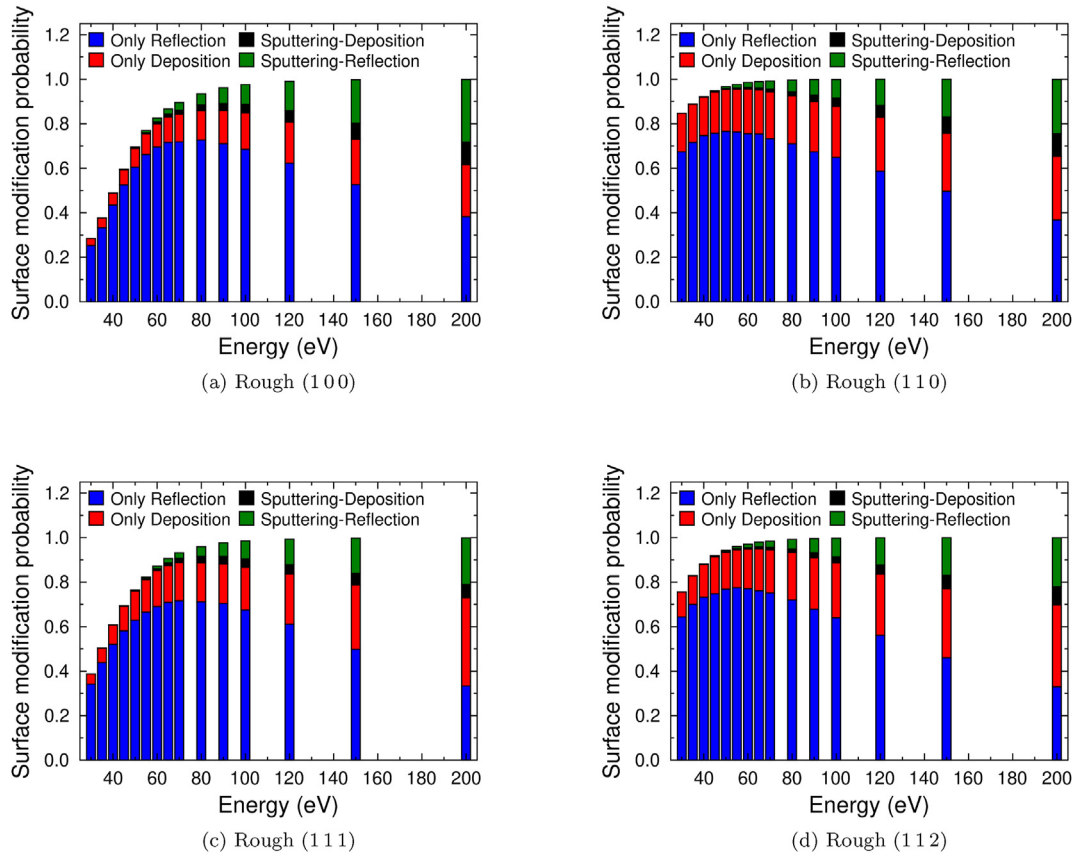 Surface modification probability
1.2
1.0
0.8
0.6
0.4
0.2
0.0
Only Reflection
Sputtering-Deposition
Only Deposition
Sputtering-Reflection
40 60 80 100 120 140 160 180 200
Energy (eV)
(a) Rough (1 0 0)
Surface modification probability
1.2
1.0
0.8
0.6
0.4
0.2
0.0
Only Reflection
Sputtering-Deposition
Only Deposition
Sputtering-Reflection
40 60 80 100 120 140 160 180 200
Energy (eV)
(b) Rough (1 1 0)
Surface modification probability
1.2
1.0
0.8
0.6
0.4
0.2
0.0
Only Reflection
Sputtering-Deposition
Only Deposition
Sputtering-Reflection
40 60 80 100 120 140 160 180 200
Energy (eV)
(c) Rough (1 1 1)
Surface modification probability
1.2
1.0
0.8
0.6
0.4
0.2
0.0
Only Reflection
Sputtering-Deposition
Only Deposition
Sputtering-Reflection
40 60 80 100 120 140 160 180 200
Energy (eV)
(d) Rough (1 1 2)